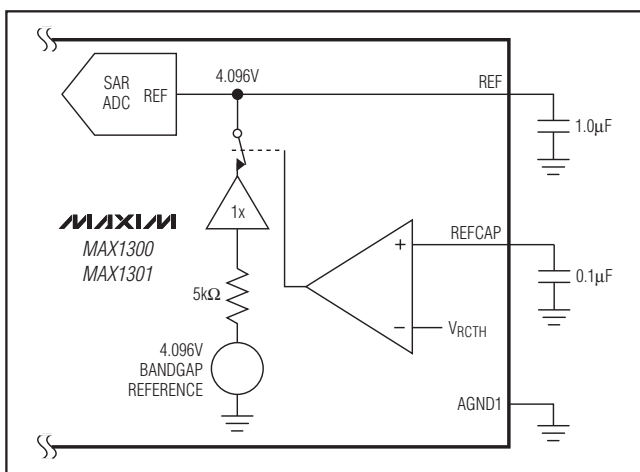 4.096V
REF
SAR
ADC
REF
1.0µF
1x
MAXIM
MAX1300
MAX1301
REFCAP
+
0.1µF
5kΩ
–
VRCTH
4.096V
BANDGAP
REFERENCE
AGND1